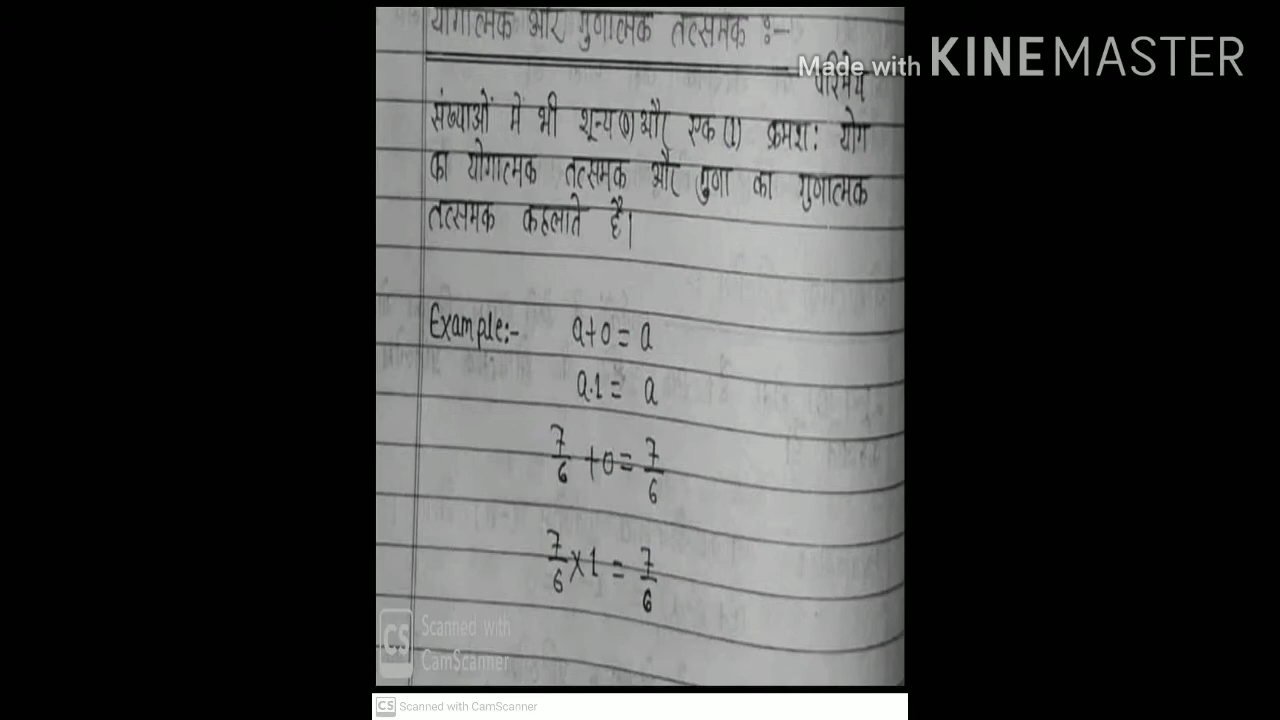 योगात्मक और गुणात्मक तत्समक :-
Made with KINEMASTER
परिमेय
संख्याओं में भी शून्य (0) और एक (1) क्रमश: योग
का योगात्मक तत्समक और गुणा का गुणात्मक
तत्समक कहलाते है।
Example:- a+0 = a
a.1 = a
7/6 +0 = 7/6
7/6 × 1 = 7/6
CS Scanned with
CamScanner
CS Scanned with CamScanner